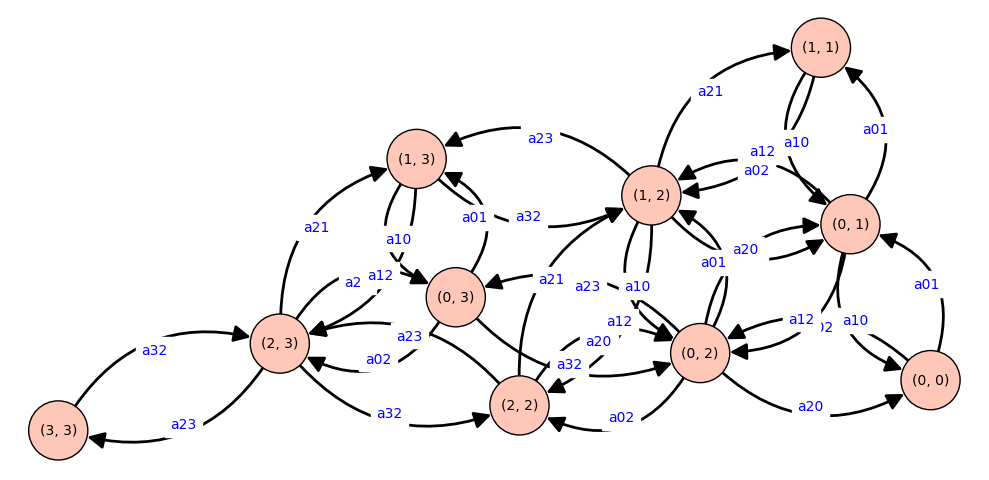 (1, 1)
a21
a01
a23
a10
a12
(1, 3)
a02
(1, 2)
a01
a32
(0, 1)
a21
a10
a20
a01
a12
a2
a21
a01
a23
a10
(0, 3)
a12
a12
a10
a23
(2, 3)
a20
a32
a02
(0, 2)
a32
a02
(0, 0)
(2, 2)
a20
a32
a02
a23
(3, 3)